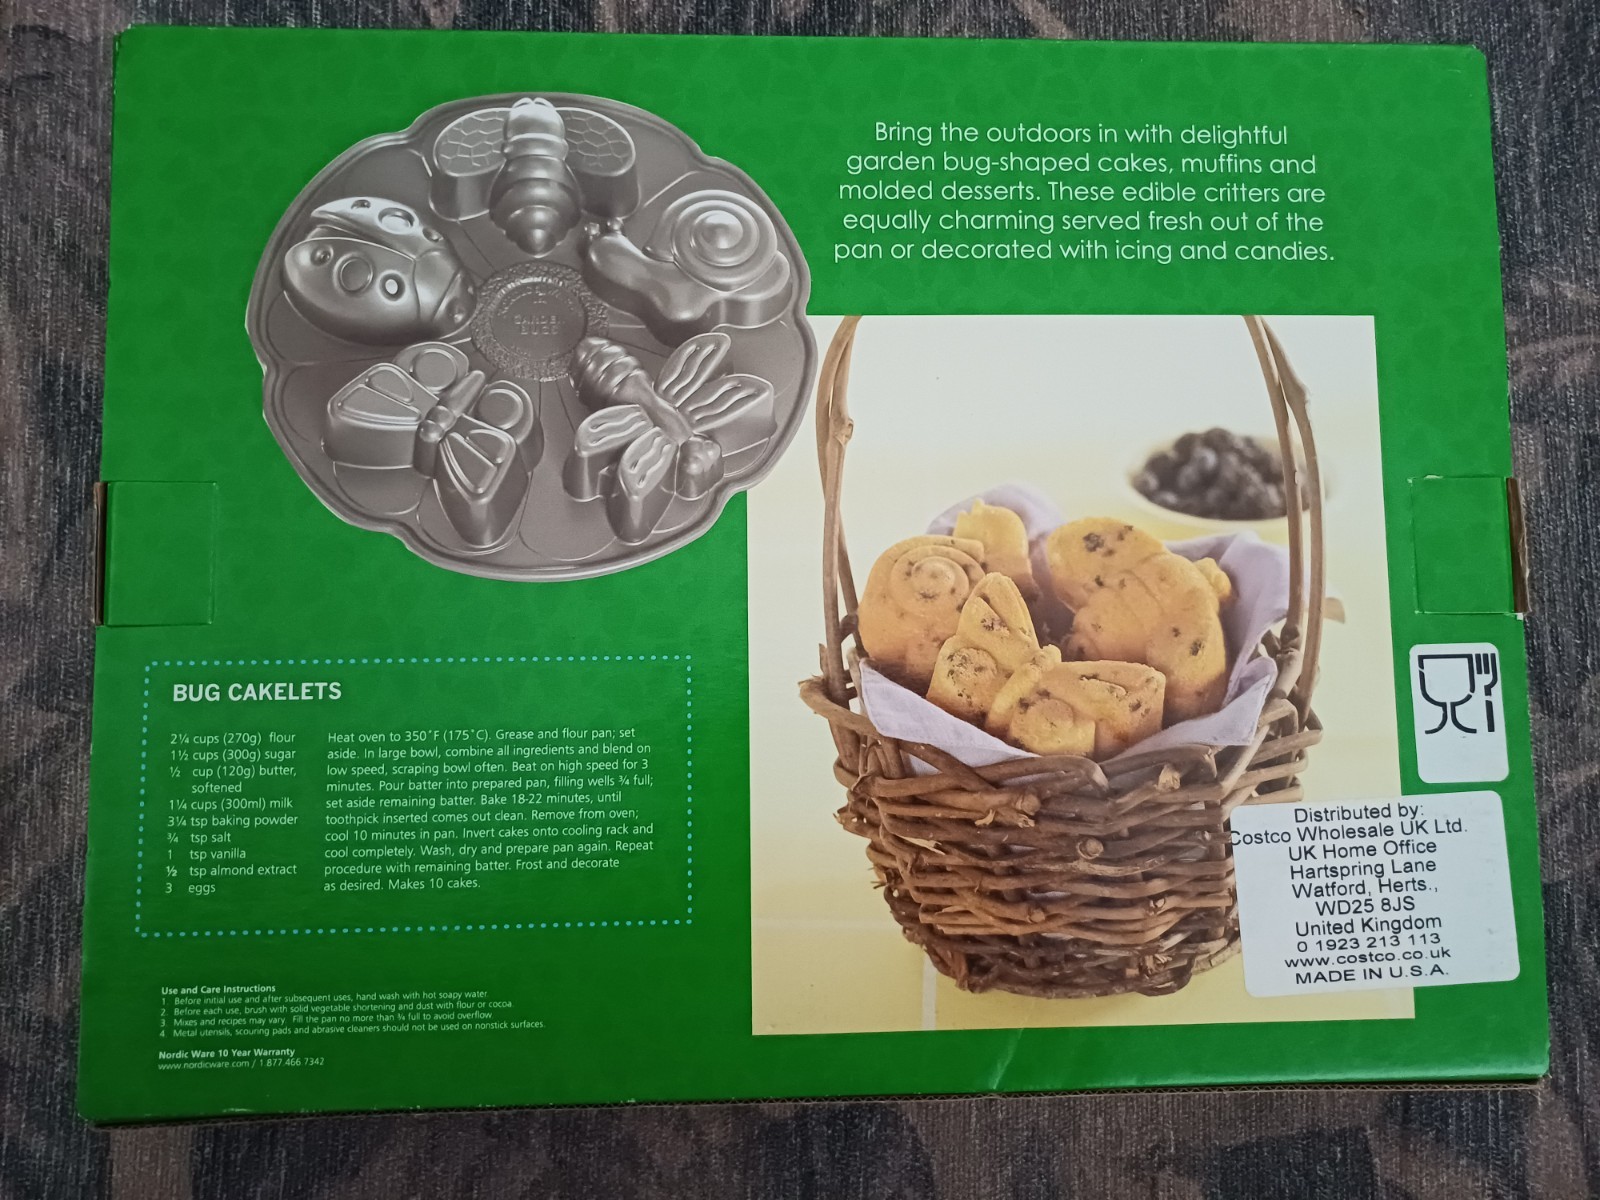 Bring the outdoors in with delightful
garden bug-shaped cakes, muffins and
molded desserts. These edible critters are
equally charming served fresh out of the
pan or decorated with icing and candies.
GARDEN
BUGS
BUG CAKELETS
2¼ cups (270g) flour
1½ cups (300g) sugar
½ cup (120g) butter,
softened
1¼ cups (300ml) milk
3¼ tsp baking powder
¾ tsp salt
1 tsp vanilla
½ tsp almond extract
3 eggs
Heat oven to 350˚F (175˚C). Grease and flour pan; set
aside. In large bowl, combine all ingredients and blend on
low speed, scraping bowl often. Beat on high speed for 3
minutes. Pour batter into prepared pan, filling wells ¾ full;
set aside remaining batter. Bake 18-22 minutes, until
toothpick inserted comes out clean. Remove from oven;
cool 10 minutes in pan. Invert cakes onto cooling rack and
cool completely. Wash, dry and prepare pan again. Repeat
procedure with remaining batter. Frost and decorate
as desired. Makes 10 cakes.
Use and Care Instructions
1. Before initial use and after subsequent uses, hand wash with hot soapy water.
2. Before each use, brush with solid vegetable shortening and dust with flour or cocoa.
3. Mixes and recipes may vary. Fill the pan no more than ¾ full to avoid overflow.
4. Metal utensils, scouring pads and abrasive cleaners should not be used on nonstick surfaces.
Nordic Ware 10 Year Warranty
www.nordicware.com / 1.877.466.7342
Distributed by:
Costco Wholesale UK Ltd.
UK Home Office
Hartspring Lane
Watford, Herts.,
WD25 8JS
United Kingdom
0 1923 213 113
www.costco.co.uk
MADE IN U.S.A.